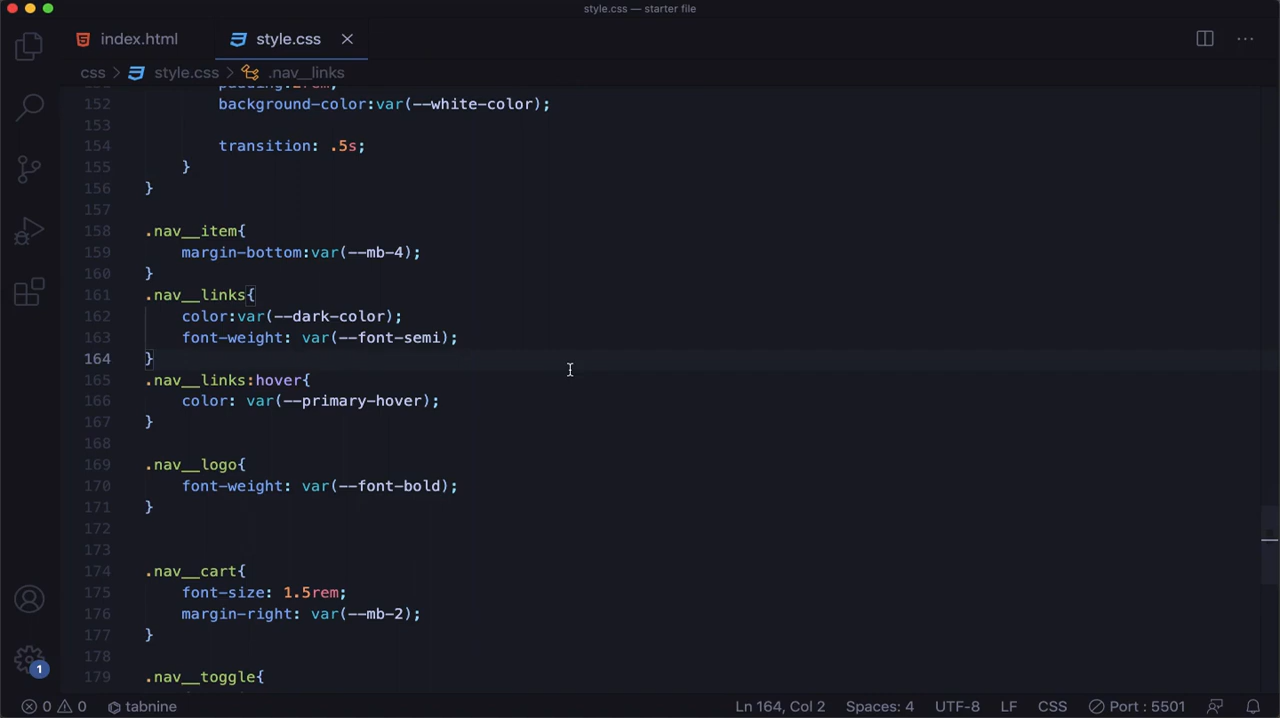 style.css — starter file
index.html
style.css
css > style.css > .nav__links
152 background-color:var(--white-color);
153
154 transition: .5s;
155 }
156 }
157
158 .nav__item{
159 margin-bottom:var(--mb-4);
160 }
161 .nav__links{
162 color:var(--dark-color);
163 font-weight: var(--font-semi);
164 }
165 .nav__links:hover{
166 color: var(--primary-hover);
167 }
168
169 .nav__logo{
170 font-weight: var(--font-bold);
171 }
172
173
174 .nav__cart{
175 font-size: 1.5rem;
176 margin-right: var(--mb-2);
177 }
178
179 .nav__toggle{
1
0 0 tabnine Ln 164, Col 2 Spaces: 4 UTF-8 LF CSS Port : 5501